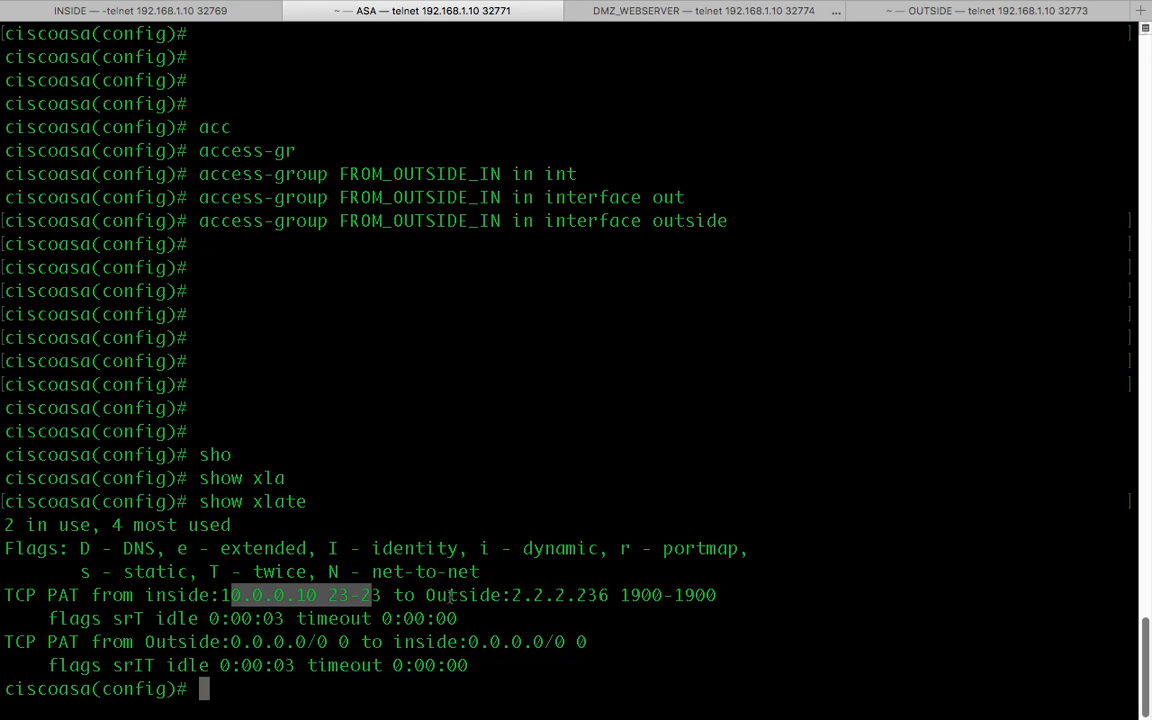 INSIDE — -telnet 192.168.1.10 32769
~ — ASA — telnet 192.168.1.10 32771
DMZ_WEBSERVER — telnet 192.168.1.10 32774 ...
~ — OUTSIDE — telnet 192.168.1.10 32773 +
[ciscoasa(config)# ]
ciscoasa(config)#
ciscoasa(config)#
ciscoasa(config)#
ciscoasa(config)# acc
ciscoasa(config)# access-gr
ciscoasa(config)# access-group FROM_OUTSIDE_IN in int
ciscoasa(config)# access-group FROM_OUTSIDE_IN in interface out
[ciscoasa(config)# access-group FROM_OUTSIDE_IN in interface outside ]
[ciscoasa(config)# ]
[ciscoasa(config)# ]
[ciscoasa(config)# ]
[ciscoasa(config)# ]
[ciscoasa(config)# ]
[ciscoasa(config)# ]
[ciscoasa(config)# ]
ciscoasa(config)#
ciscoasa(config)#
ciscoasa(config)# sho
ciscoasa(config)# show xla
[ciscoasa(config)# show xlate ]
2 in use, 4 most used
Flags: D - DNS, e - extended, I - identity, i - dynamic, r - portmap,
s - static, T - twice, N - net-to-net
TCP PAT from inside:10.0.0.10 23-23 to Outside:2.2.2.236 1900-1900
flags srT idle 0:00:03 timeout 0:00:00
TCP PAT from Outside:0.0.0.0/0 0 to inside:0.0.0.0/0 0
flags srIT idle 0:00:03 timeout 0:00:00
ciscoasa(config)#